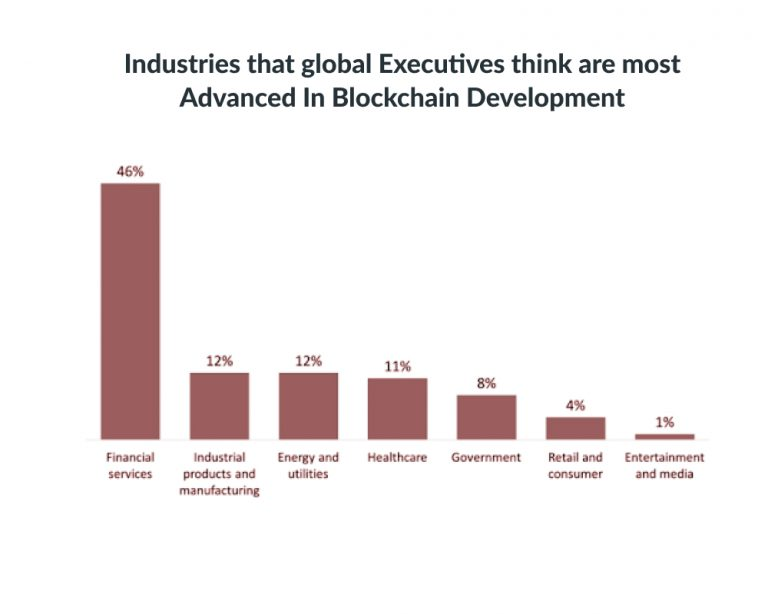 Industries that global Executives think are most
Advanced In Blockchain Development
46%
12%
12%
11%
8%
4%
1%
Financial
services
Industrial
products and
manufacturing
Energy and
utilities
Healthcare
Government
Retail and
consumer
Entertainment
and media